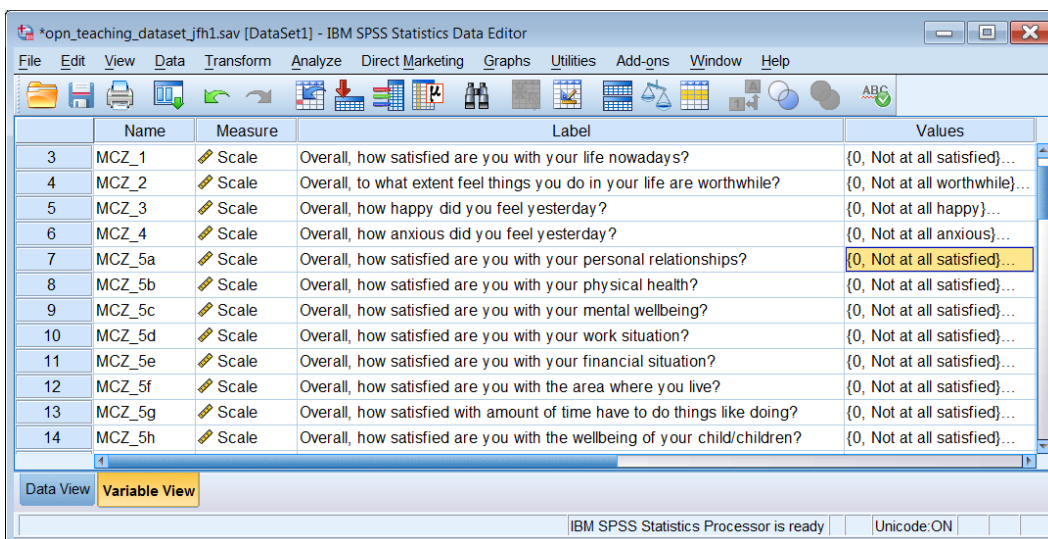 *opn_teaching_dataset_jfh1.sav [DataSet1] - IBM SPSS Statistics Data Editor
File Edit View Data Transform Analyze Direct Marketing Graphs Utilities Add-ons Window Help
A
14
ABC
Name Measure Label Values
3 MCZ_1 Scale Overall, how satisfied are you with your life nowadays? {0, Not at all satisfied}...
4 MCZ_2 Scale Overall, to what extent feel things you do in your life are worthwhile? {0, Not at all worthwhile}...
5 MCZ_3 Scale Overall, how happy did you feel yesterday? {0, Not at all happy}...
6 MCZ_4 Scale Overall, how anxious did you feel yesterday? {0, Not at all anxious}...
7 MCZ_5a Scale Overall, how satisfied are you with your personal relationships? {0, Not at all satisfied}...
8 MCZ_5b Scale Overall, how satisfied are you with your physical health? {0, Not at all satisfied}...
9 MCZ_5c Scale Overall, how satisfied are you with your mental wellbeing? {0, Not at all satisfied}...
10 MCZ_5d Scale Overall, how satisfied are you with your work situation? {0, Not at all satisfied}...
11 MCZ_5e Scale Overall, how satisfied are you with your financial situation? {0, Not at all satisfied}...
12 MCZ_5f Scale Overall, how satisfied are you with the area where you live? {0, Not at all satisfied}...
13 MCZ_5g Scale Overall, how satisfied with amount of time have to do things like doing? {0, Not at all satisfied}...
14 MCZ_5h Scale Overall, how satisfied are you with the wellbeing of your child/children? {0, Not at all satisfied}...
Data View Variable View
IBM SPSS Statistics Processor is ready Unicode:ON